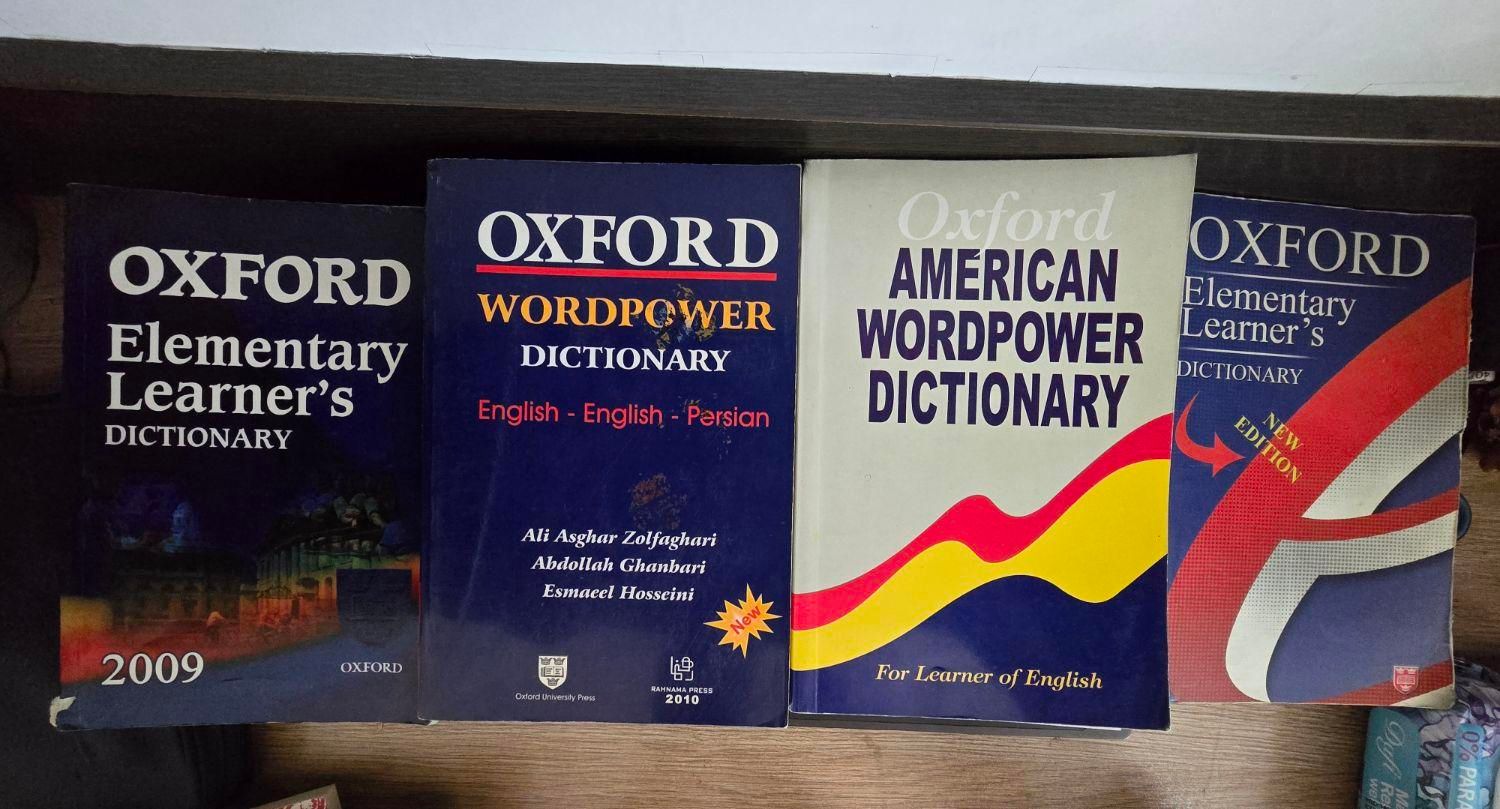 OXFORD
Elementary
Learner's
DICTIONARY
2009
OXFORD
OXFORD
WORDPOWER
DICTIONARY
English - English - Persian
Ali Asghar Zolfaghari
Abdollah Ghanbari
Esmaeel Hosseini
New
Oxford University Press
RAHNAMA PRESS
2010
Oxford
AMERICAN
WORDPOWER
DICTIONARY
For Learner of English
OXFORD
Elementary
Learner's
DICTIONARY
NEW
EDITION
0% PAR